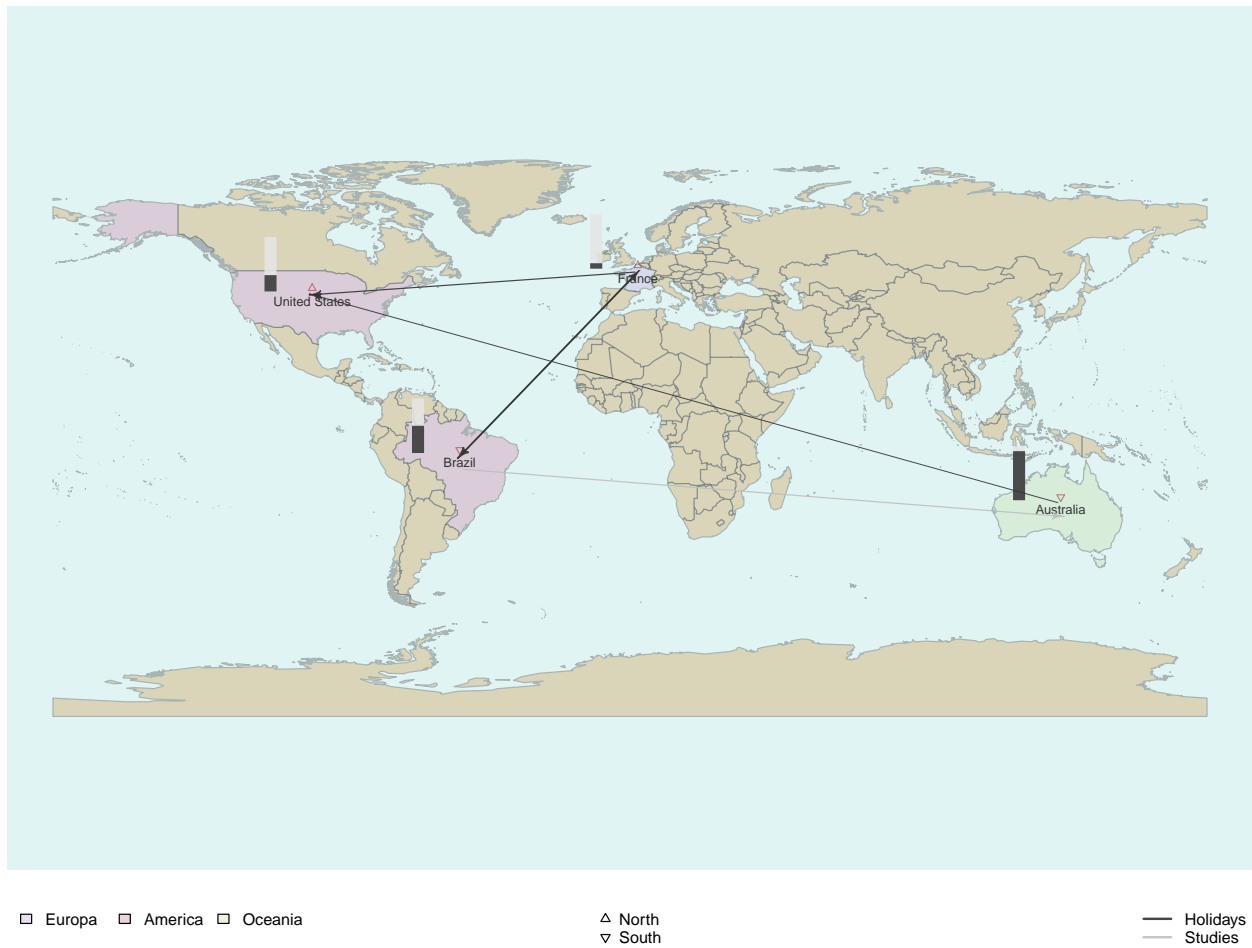 France
United States
Brazil
Australia
Europa America Oceania
North
South
Holidays
Studies